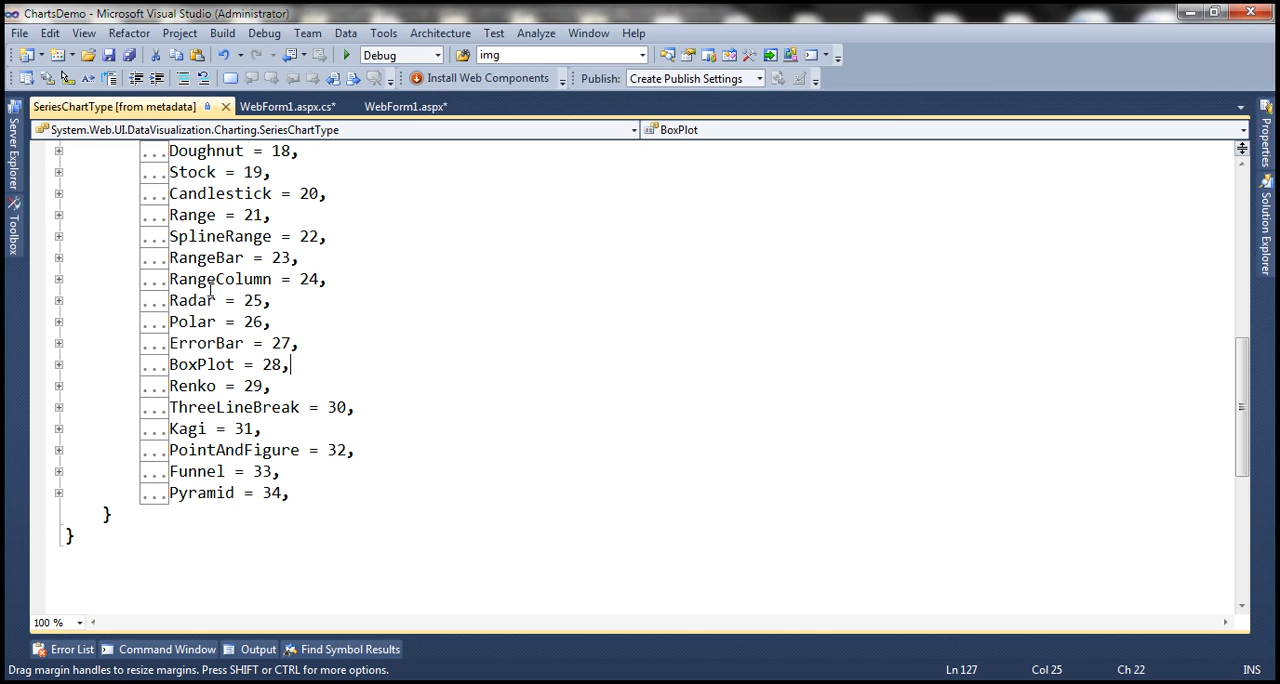 ChartsDemo - Microsoft Visual Studio (Administrator)
File Edit View Refactor Project Build Debug Team Data Tools Architecture Test Analyze Window Help
Debug img
Install Web Components Publish: Create Publish Settings
SeriesChartType [from metadata] WebForm1.aspx.cs* WebForm1.aspx*
System.Web.UI.DataVisualization.Charting.SeriesChartType BoxPlot
...Doughnut = 18,
...Stock = 19,
...Candlestick = 20,
...Range = 21,
...SplineRange = 22,
...RangeBar = 23,
...RangeColumn = 24,
...Radar = 25,
...Polar = 26,
...ErrorBar = 27,
...BoxPlot = 28,
...Renko = 29,
...ThreeLineBreak = 30,
...Kagi = 31,
...PointAndFigure = 32,
...Funnel = 33,
...Pyramid = 34,
}
}
Server Explorer
Toolbox
Properties
Solution Explorer
100 %
Error List Command Window Output Find Symbol Results
Drag margin handles to resize margins. Press SHIFT or CTRL for more options. Ln 127 Col 25 Ch 22 INS